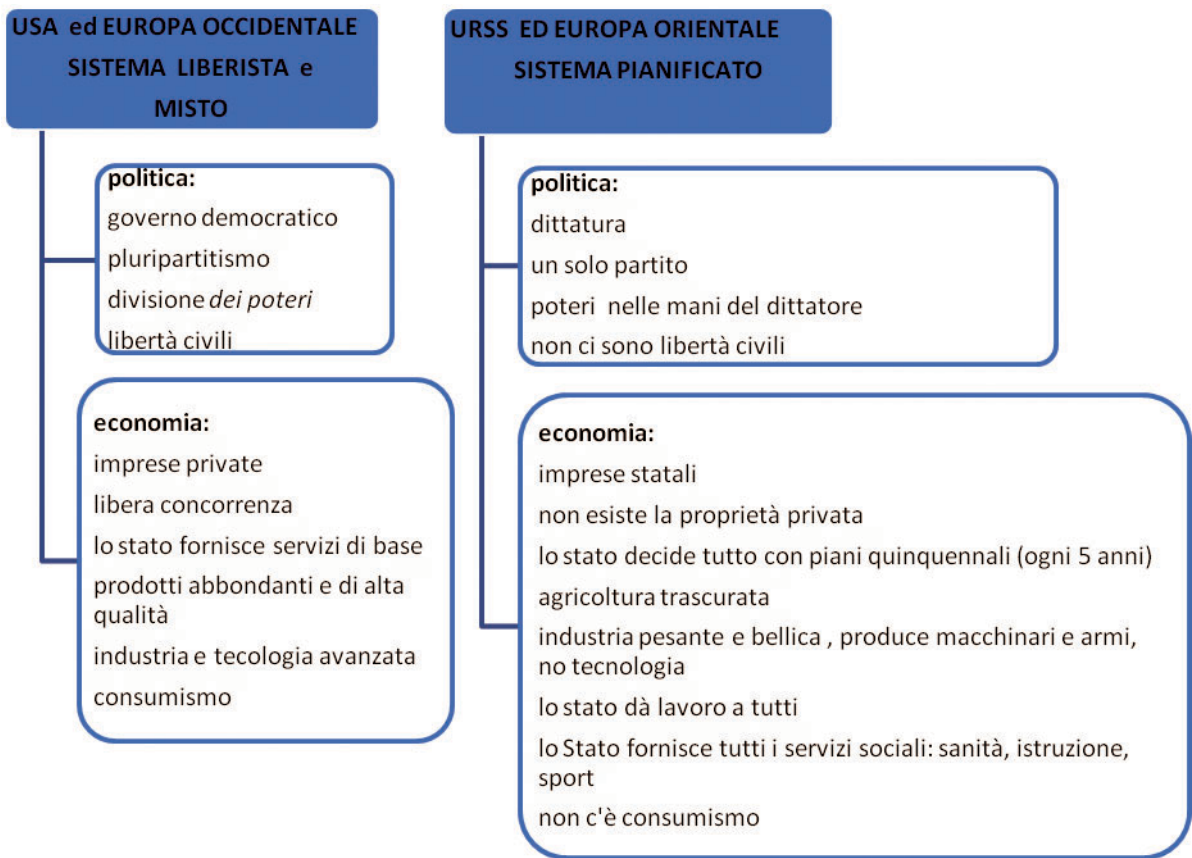 USA ed EUROPA OCCIDENTALE
SISTEMA LIBERISTA e
MISTO
politica:
governo democratico
pluripartitismo
divisione dei poteri
libertà civili
economia:
imprese private
libera concorrenza
lo stato fornisce servizi di base
prodotti abbondanti e di alta
qualità
industria e tecologia avanzata
consumismo
URSS ED EUROPA ORIENTALE
SISTEMA PIANIFICATO
politica:
dittatura
un solo partito
poteri nelle mani del dittatore
non ci sono libertà civili
economia:
imprese statali
non esiste la proprietà privata
lo stato decide tutto con piani quinquennali (ogni 5 anni)
agricoltura trascurata
industria pesante e bellica , produce macchinari e armi,
no tecnologia
lo stato dà lavoro a tutti
lo Stato fornisce tutti i servizi sociali: sanità, istruzione,
sport
non c'è consumismo